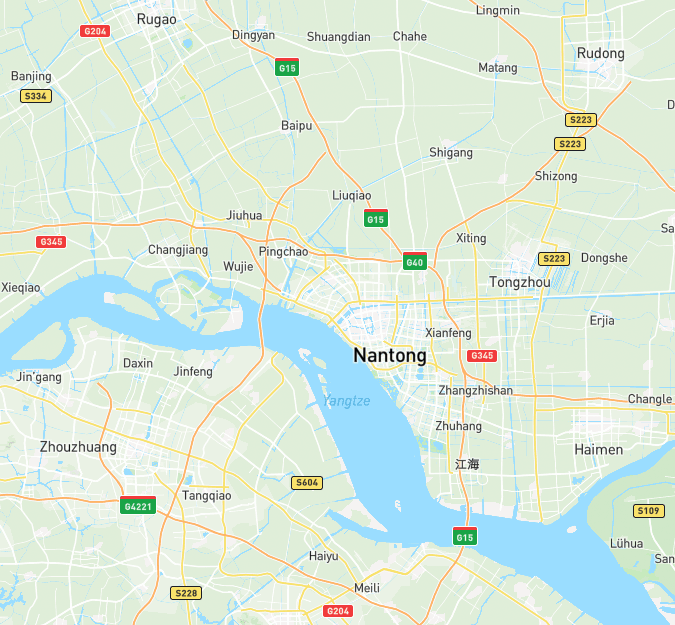 Lingmin
Rugao
G204
Dingyan
Shuangdian
Chahe
Rudong
G15
Matang
Banjing
S334
D
S223
Baipu
S223
Shigang
Shizong
Liuqiao
Jiuhua
G15
Sa
G345
Xiting
Changjiang
Pingchao
G40
S223
Dongshe
Wujie
Tongzhou
Xieqiao
Erjia
Xianfeng
Nantong
G345
Daxin
Jinfeng
Jin'gang
Zhangzhishan
Yangtze
Changle
Zhuhang
Zhouzhuang
Haimen
江海
S604
Tangqiao
G4221
S109
G15
Lühua
Haiyu
San
Meili
S228
G204